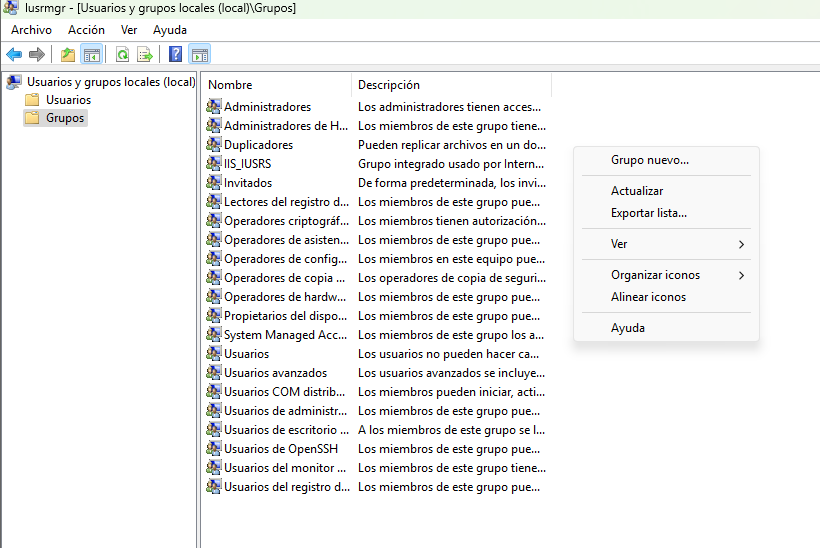 lusrmgr - [Usuarios y grupos locales (local)\Grupos]
Archivo Acción Ver Ayuda
Usuarios y grupos locales (local)
Usuarios
Grupos
Nombre Descripción
Administradores Los administradores tienen acces...
Administradores de H... Los miembros de este grupo tiene...
Duplicadores Pueden replicar archivos en un do...
IIS_IUSRS Grupo integrado usado por Intern...
Invitados De forma predeterminada, los invi...
Lectores del registro d... Los miembros de este grupo pue...
Operadores criptográf... Los miembros tienen autorización...
Operadores de asisten... Los miembros de este grupo pue...
Operadores de config... Los miembros en este equipo pue...
Operadores de copia ... Los operadores de copia de seguri...
Operadores de hardw... Los miembros de este grupo pue...
Propietarios del dispo... Los miembros de este grupo pue...
System Managed Acc... Los miembros de este grupo los a...
Usuarios Los usuarios no pueden hacer ca...
Usuarios avanzados Los usuarios avanzados se incluye...
Usuarios COM distrib... Los miembros pueden iniciar, acti...
Usuarios de administr... Los miembros de este grupo pue...
Usuarios de escritorio ... A los miembros de este grupo se l...
Usuarios de OpenSSH Los miembros de este grupo pue...
Usuarios del monitor ... Los miembros de este grupo tiene...
Usuarios del registro d... Los miembros de este grupo pue...
Grupo nuevo...
Actualizar
Exportar lista...
Ver
Organizar iconos
Alinear iconos
Ayuda